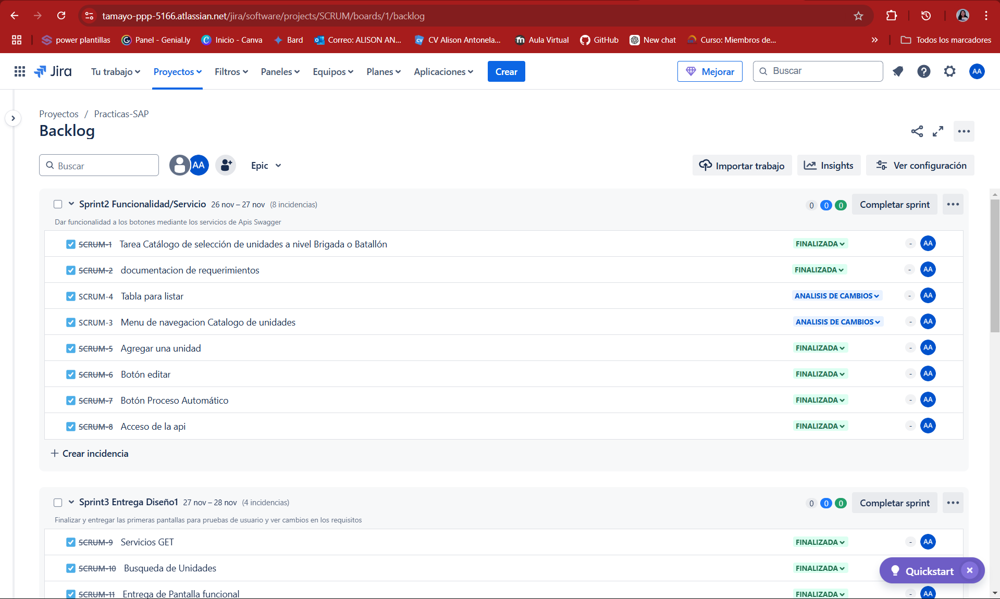 tamayo-ppp-5166.atlassian.net/jira/software/projects/SCRUM/boards/1/backlog
power plantillas
Panel - Genial.ly
Inicio - Canva
Bard
Correo: ALISON AN...
CV Alison Antonela...
Aula Virtual
GitHub
New chat
Curso: Miembros de...
Todos los marcadores
Jira
Tu trabajo
Proyectos
Filtros
Paneles
Equipos
Planes
Aplicaciones
Crear
Mejorar
Buscar
AA
Proyectos / Practicas-SAP
Backlog
Buscar
AA
Epic
Importar trabajo
Insights
Ver configuración
Sprint2 Funcionalidad/Servicio 26 nov – 27 nov (8 incidencias)
0 0 0 Completar sprint
Dar funcionalidad a los botones mediante los servicios de Apis Swagger
SCRUM-1 Tarea Catálogo de selección de unidades a nivel Brigada o Batallón FINALIZADA - AA
SCRUM-2 documentacion de requerimientos FINALIZADA - AA
SCRUM-4 Tabla para listar ANALISIS DE CAMBIOS - AA
SCRUM-3 Menu de navegacion Catalogo de unidades ANALISIS DE CAMBIOS - AA
SCRUM-5 Agregar una unidad FINALIZADA - AA
SCRUM-6 Botón editar FINALIZADA - AA
SCRUM-7 Botón Proceso Automático FINALIZADA - AA
SCRUM-8 Acceso de la api FINALIZADA - AA
+ Crear incidencia
Sprint3 Entrega Diseño1 27 nov – 28 nov (4 incidencias)
0 0 0 Completar sprint
Finalizar y entregar las primeras pantallas para pruebas de usuario y ver cambios en los requisitos
SCRUM-9 Servicios GET FINALIZADA - AA
SCRUM-10 Busqueda de Unidades FINALIZADA
Quickstart
SCRUM-11 Entrega de Pantalla funcional FINALIZADA - AA